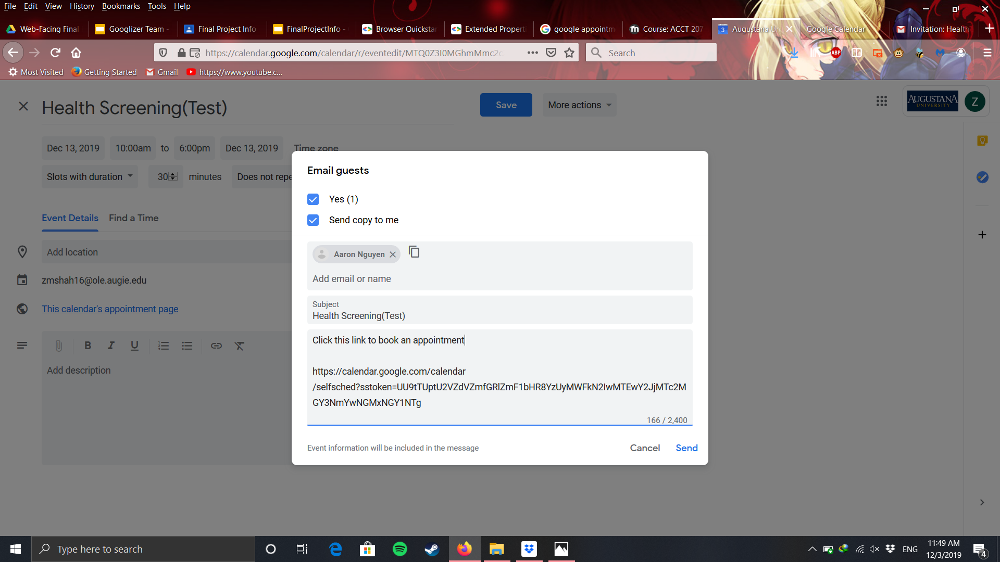 File Edit View History Bookmarks Tools Help
Web-Facing Final
Googlizer Team -
Final Project Info
FinalProjectInfo -
Browser Quickstar
Extended Properti
google appointm
Course: ACCT 207
Augustana Un
Google Calendar
Invitation: Health
https://calendar.google.com/calendar/r/eventedit/MTQ0Z3I0MGhmMmc2c
Search
ABP
Most Visited
Getting Started
Gmail
https://www.youtube.c...
Health Screening(Test)
Save
More actions
AUGUSTANA
UNIVERSITY
Z
Dec 13, 2019 10:00am to 6:00pm Dec 13, 2019 Time zone
Slots with duration 30 minutes Does not repe
Event Details Find a Time
Add location
zmshah16@ole.augie.edu
This calendar's appointment page
B I U
Add description
Email guests
Yes (1)
Send copy to me
Aaron Nguyen
Add email or name
Subject
Health Screening(Test)
Click this link to book an appointment
https://calendar.google.com/calendar
/selfsched?sstoken=UU9tTUptU2VZdVZmfGRlZmF1bHR8YzUyMWFkN2IwMTEwY2JjMTc2M
GY3NmYwNGMxNGY1NTg
166 / 2,400
Event information will be included in the message
Cancel
Send
Type here to search
ENG
11:49 AM
12/3/2019
4